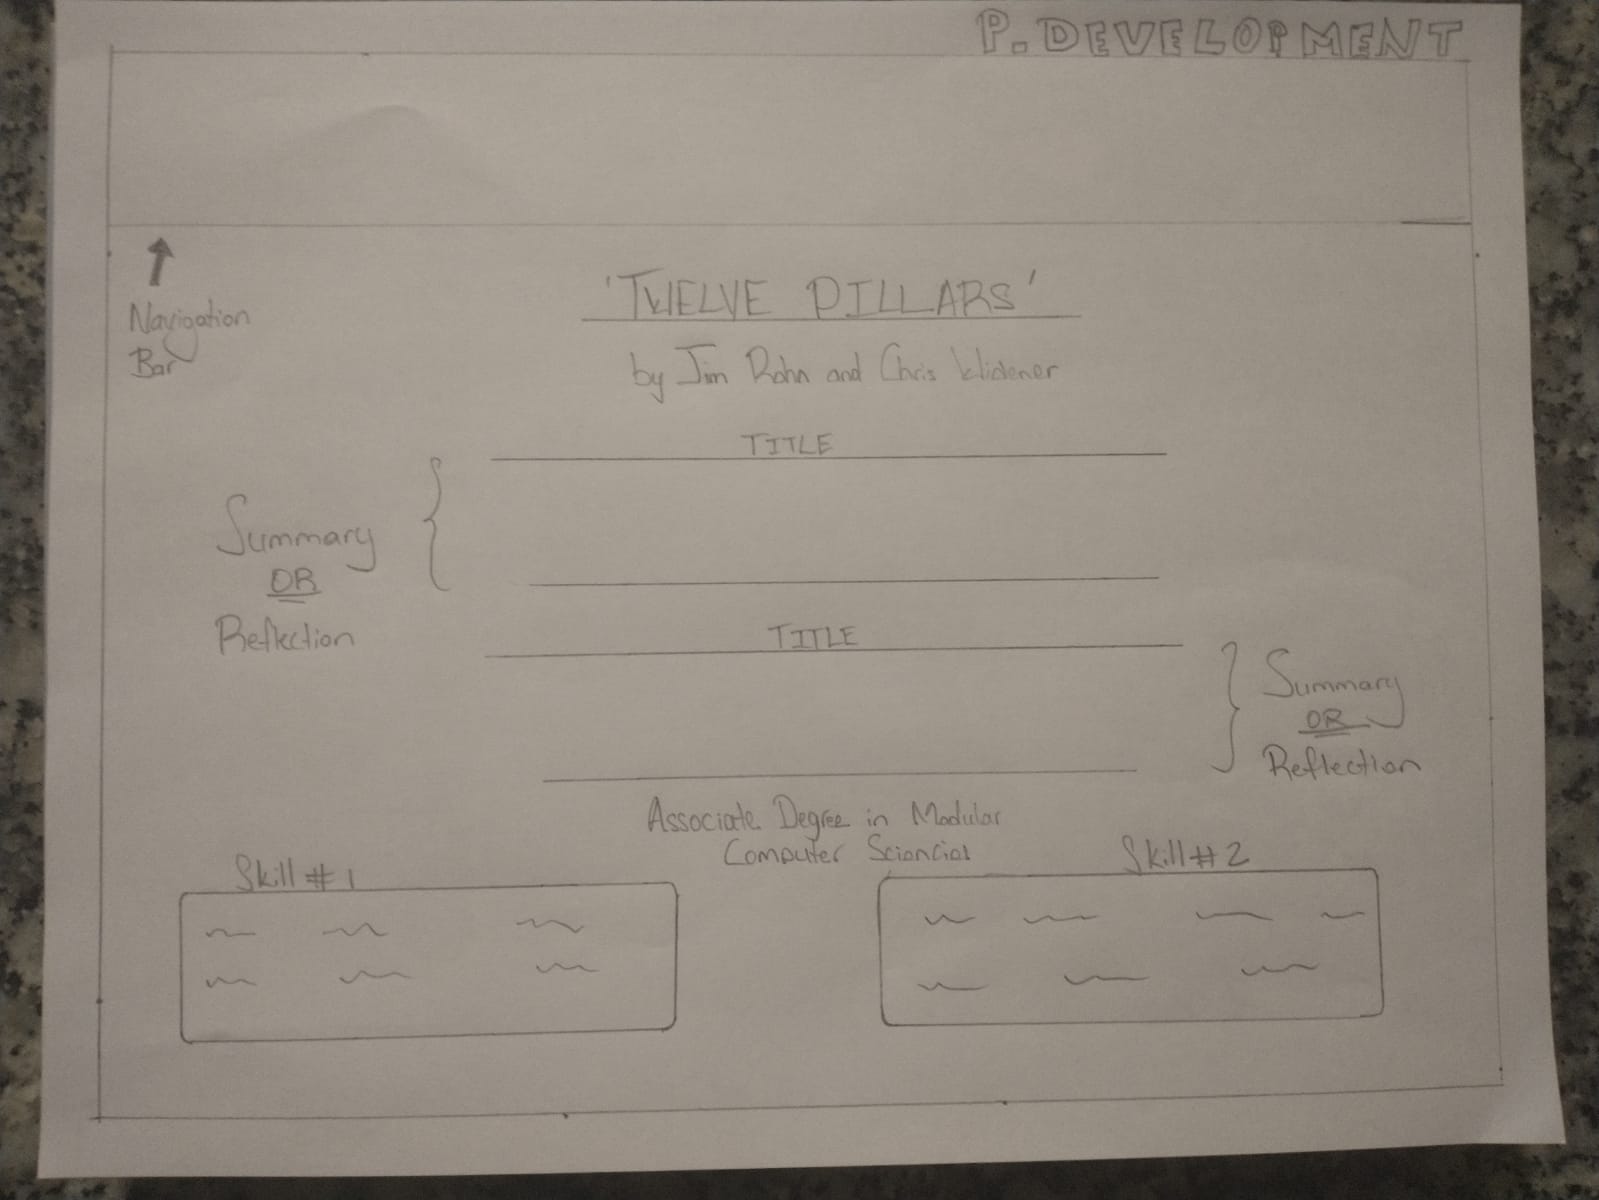 P. DEVELOPMENT
Navigation
Bar
'TWELVE PILLARS'
by Jim Rohn and Chris Widener
TITLE
Summary
OR
Reflection
TITLE
Summary
OR
Reflection
Associate Degree in Modular
Computer Sciencies
Skill # 1
Skill # 2